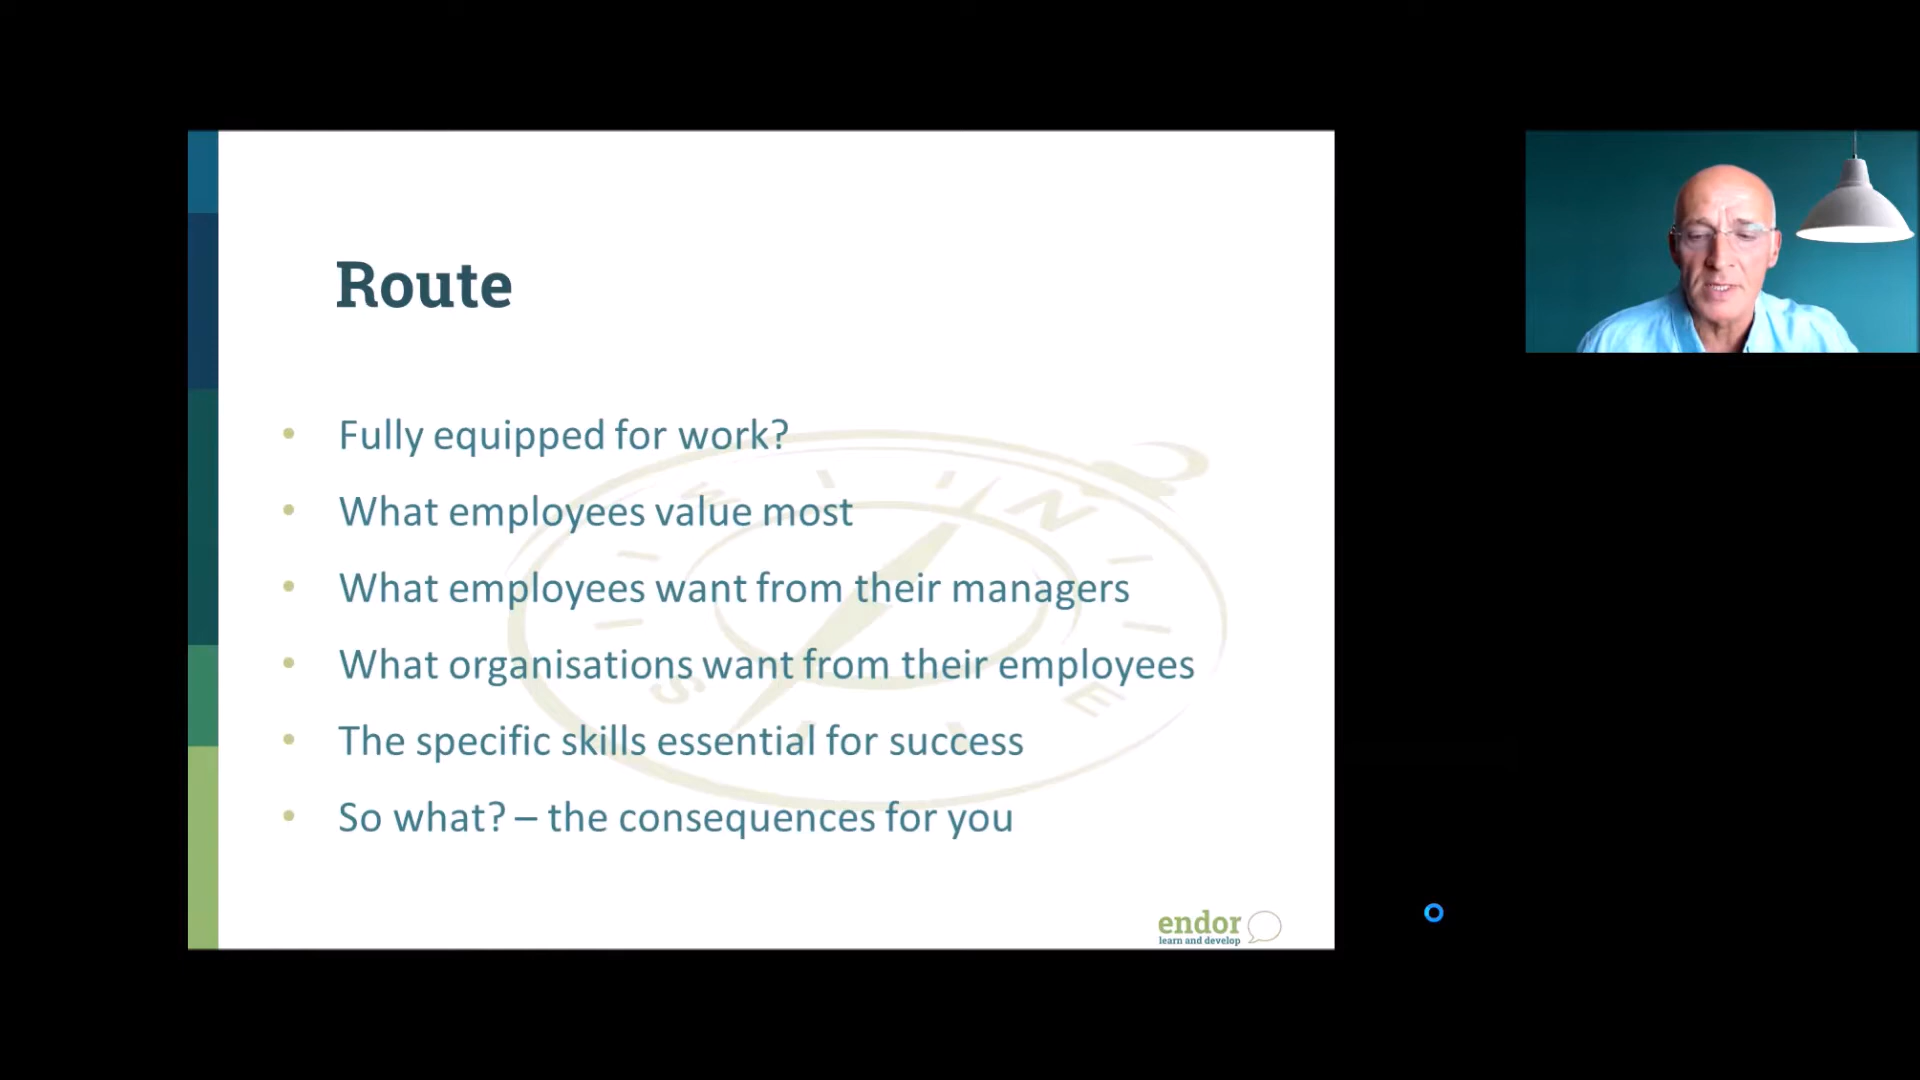 Route
• Fully equipped for work?
• What employees value most
• What employees want from their managers
• What organisations want from their employees
• The specific skills essential for success
• So what? – the consequences for you
W N
S E
endor
learn and develop